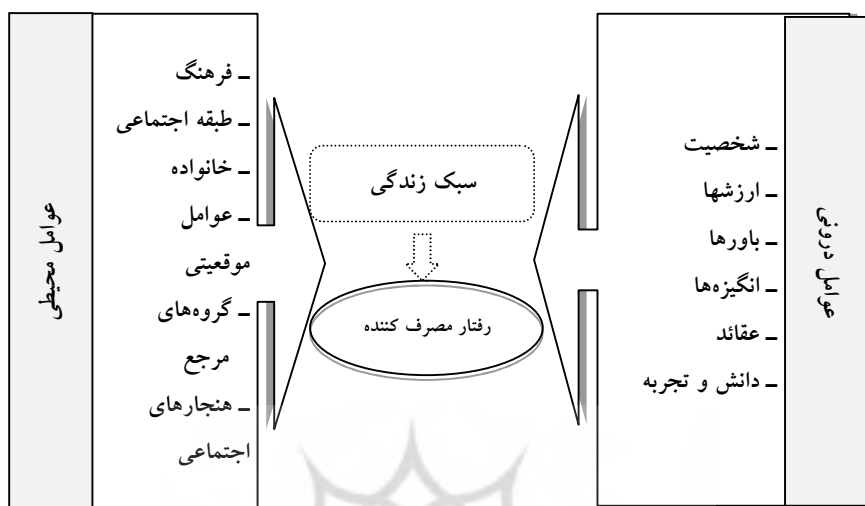 عوامل درونی
ـ شخصیت
ـ ارزشها
ـ باورها
ـ انگیزه‌ها
ـ عقائد
ـ دانش و تجربه
سبک زندگی
رفتار مصرف کننده
ـ فرهنگ
ـ طبقه اجتماعی
ـ خانواده
ـ عوامل
موقعیتی
ـ گروه‌های
مرجع
ـ هنجارهای
اجتماعی
عوامل محیطی